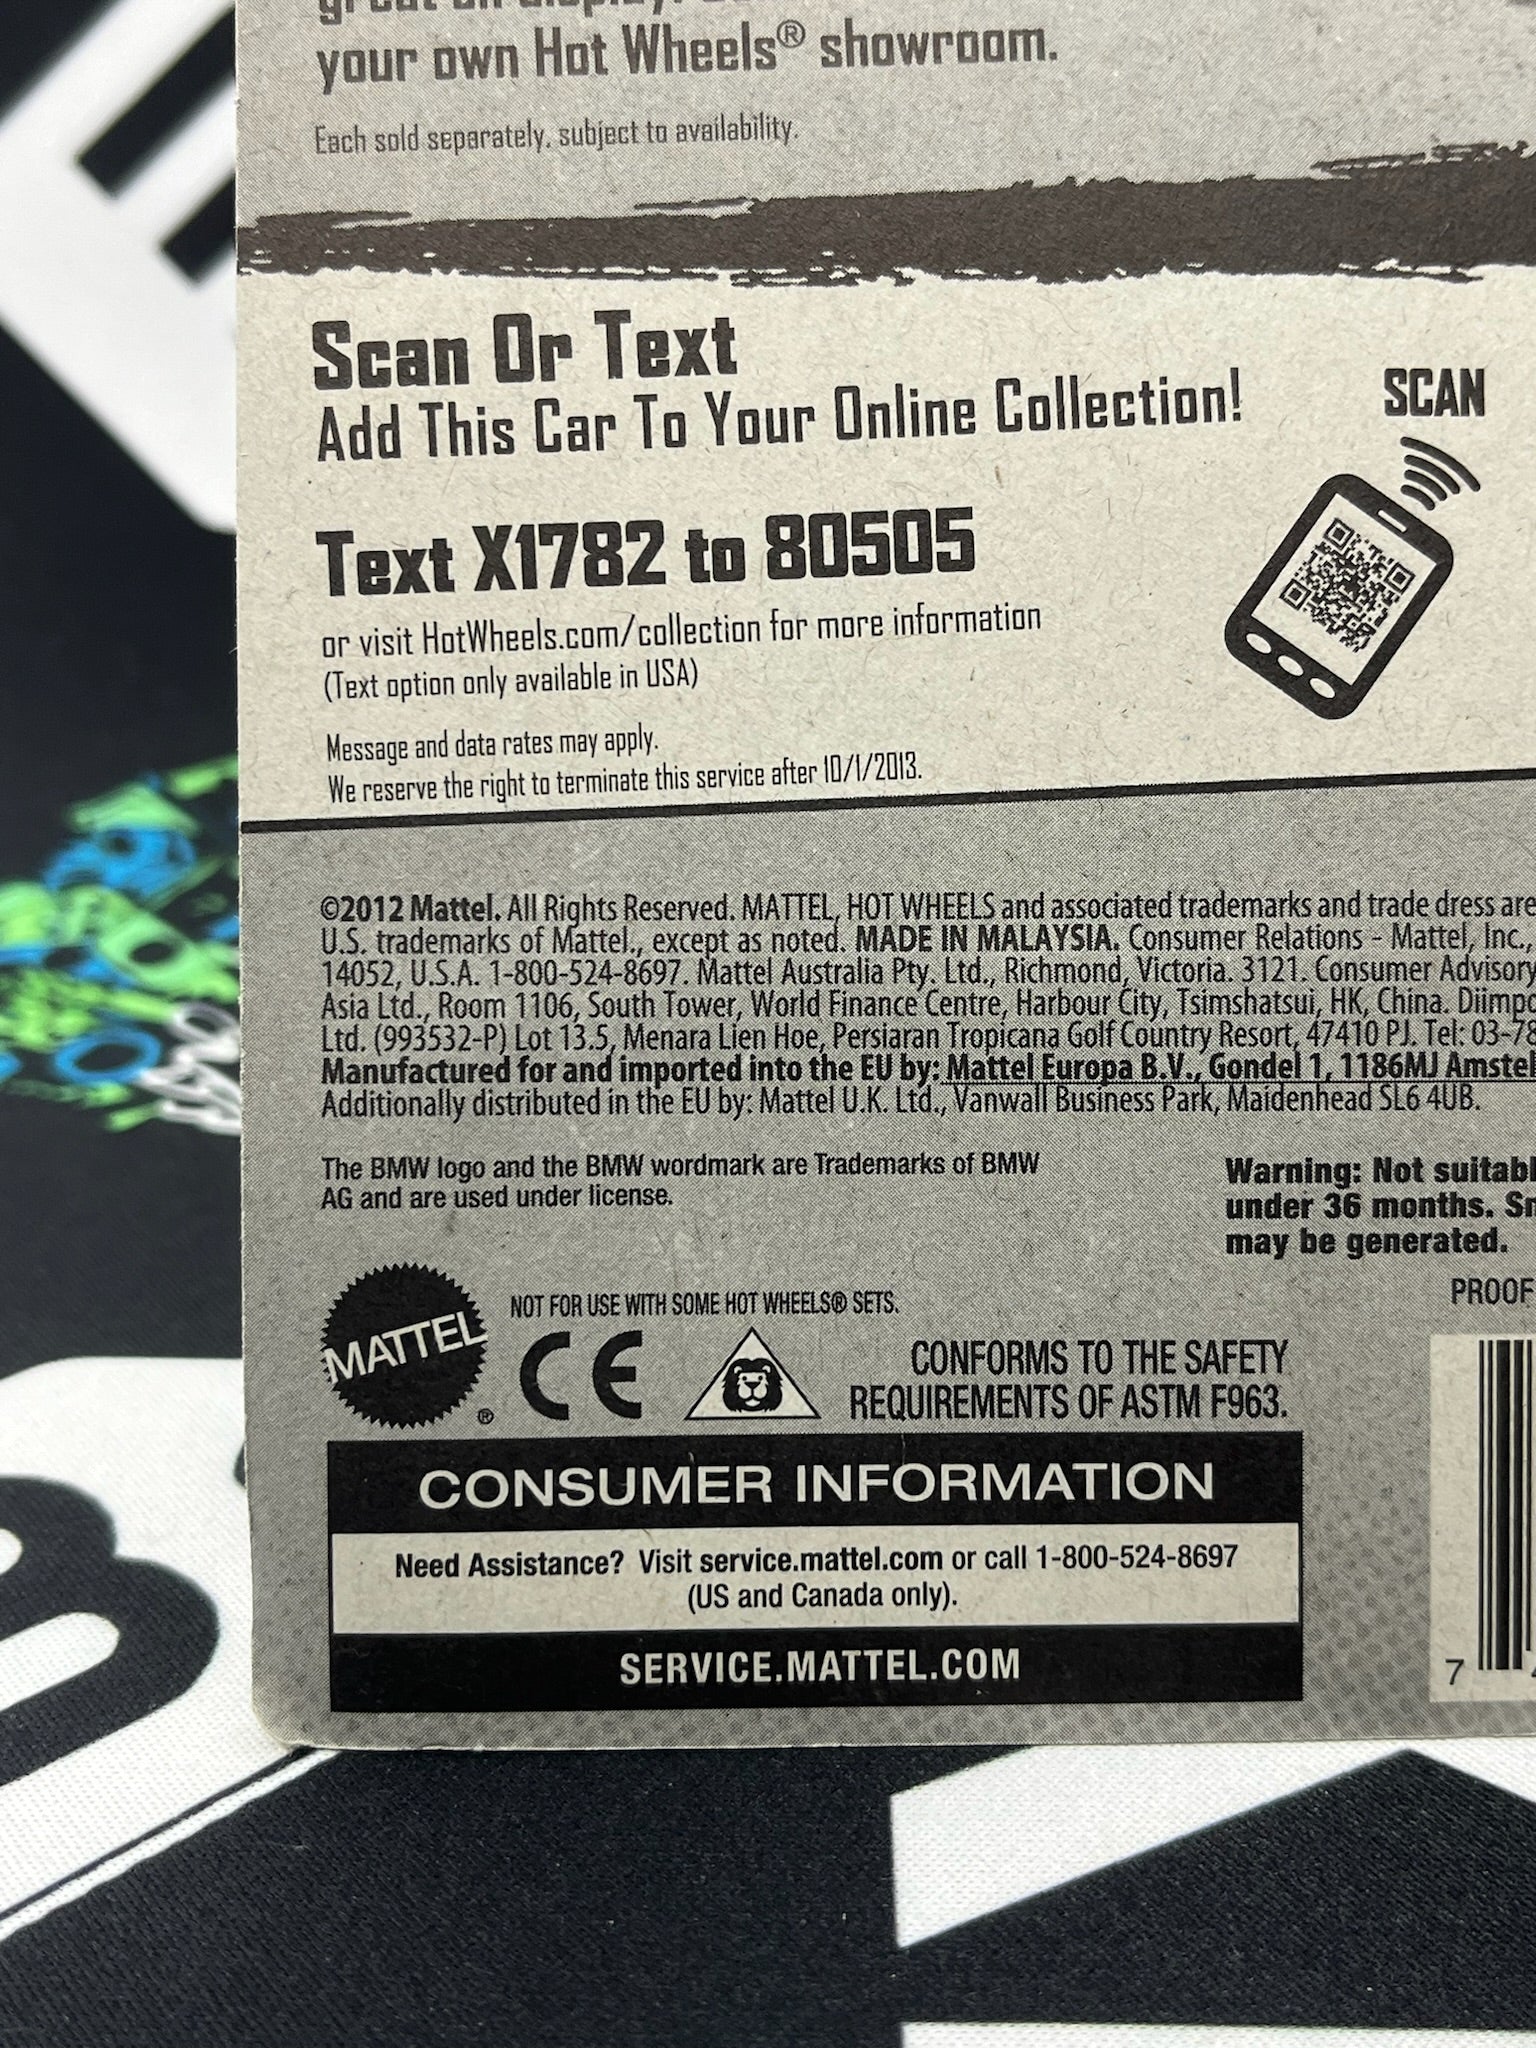 your own Hot Wheels® showroom.
Each sold separately, subject to availability.
Scan Or Text
Add This Car To Your Online Collection!
SCAN
Text X1782 to 80505
or visit HotWheels.com/collection for more information
(Text option only available in USA)
Message and data rates may apply.
We reserve the right to terminate this service after 10/1/2013.
©2012 Mattel. All Rights Reserved. MATTEL, HOT WHEELS and associated trademarks and trade dress are
U.S. trademarks of Mattel., except as noted. MADE IN MALAYSIA. Consumer Relations - Mattel, Inc.,
14052, U.S.A. 1-800-524-8697. Mattel Australia Pty. Ltd., Richmond, Victoria. 3121. Consumer Advisory
Asia Ltd., Room 1106, South Tower, World Finance Centre, Harbour City, Tsimshatsui, HK, China.
Ltd. (993532-P) Lot 13.5, Menara Lien Hoe, Persiaran Tropicana Golf Country Resort, 47410 PJ. Tel: 03-78
Manufactured for and imported into the EU by: Mattel Europa B.V., Gondel 1, 1186MJ Amstel
Additionally distributed in the EU by: Mattel U.K. Ltd., Vanwall Business Park, Maidenhead SL6 4UB.
The BMW logo and the BMW wordmark are Trademarks of BMW
AG and are used under license.
Warning: Not suitabl
under 36 months.
may be generated.
PROOF
MATTEL ®
NOT FOR USE WITH SOME HOT WHEELS® SETS.
CE
CONFORMS TO THE SAFETY
REQUIREMENTS OF ASTM F963.
CONSUMER INFORMATION
Need Assistance? Visit service.mattel.com or call 1-800-524-8697
(US and Canada only).
SERVICE.MATTEL.COM
7